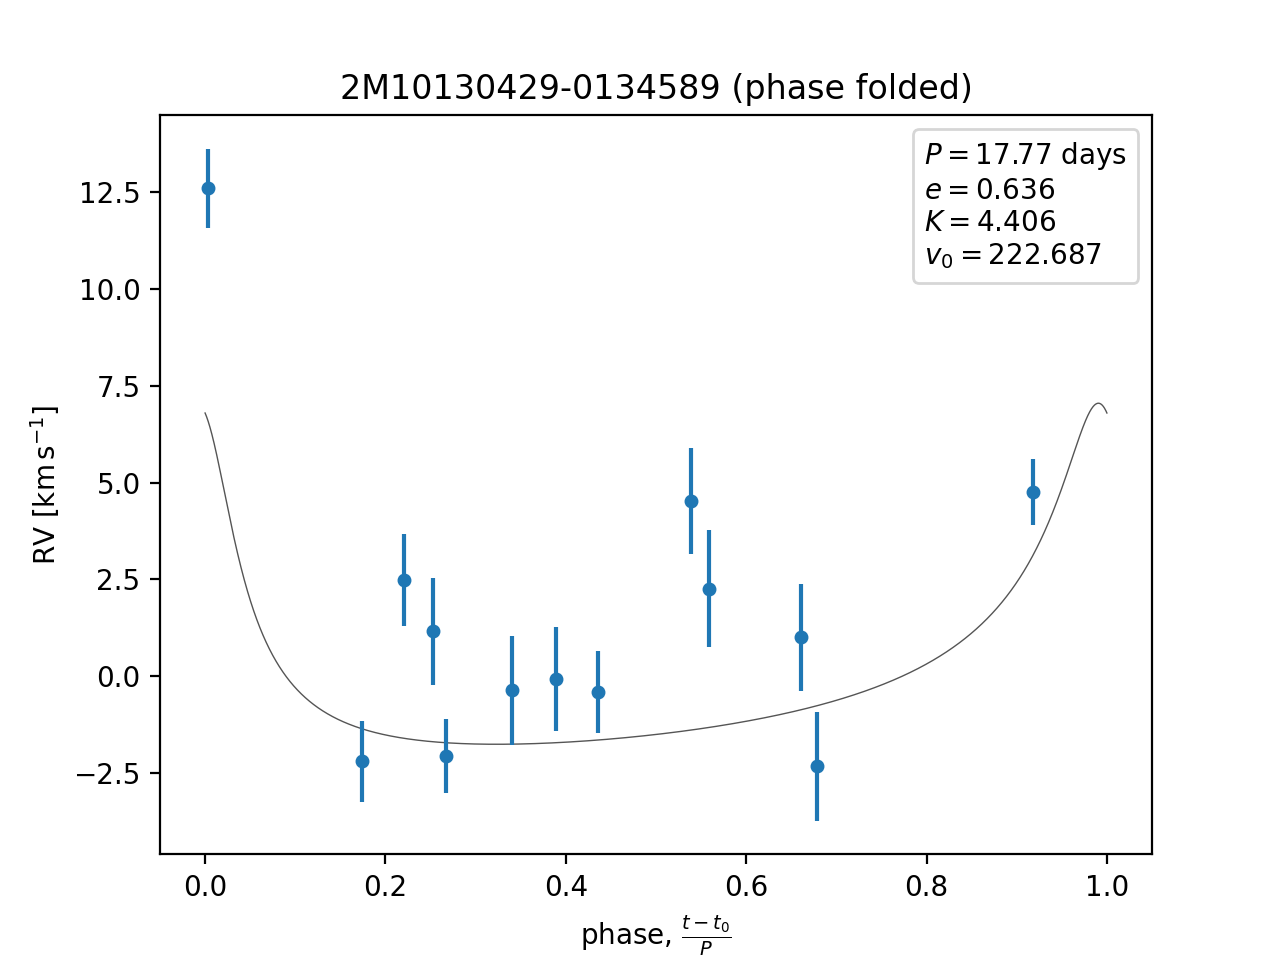 2M10130429-0134589 (phase folded)
P = 17.77 days
e = 0.636
K = 4.406
v₀ = 222.687
12.5
10.0
7.5
5.0
2.5
0.0
−2.5
RV [km s⁻¹]
0.0 0.2 0.4 0.6 0.8 1.0
phase, (t − t₀)/P